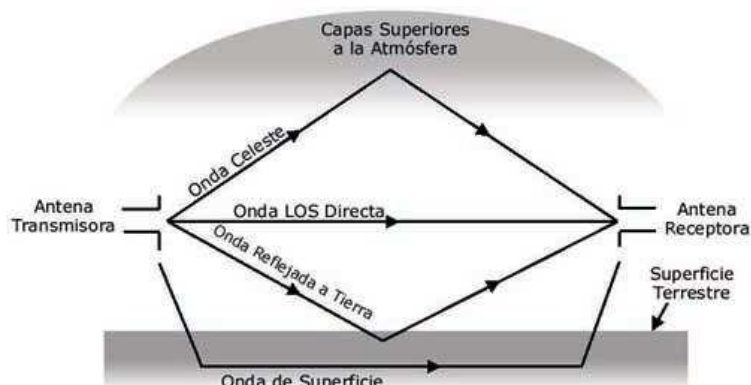 Capas Superiores
a la Atmósfera
Onda Celeste
Antena
Transmisora
Onda LOS Directa
Antena
Receptora
Onda Reflejada a Tierra
Superficie
Terrestre
Onda de Superficie